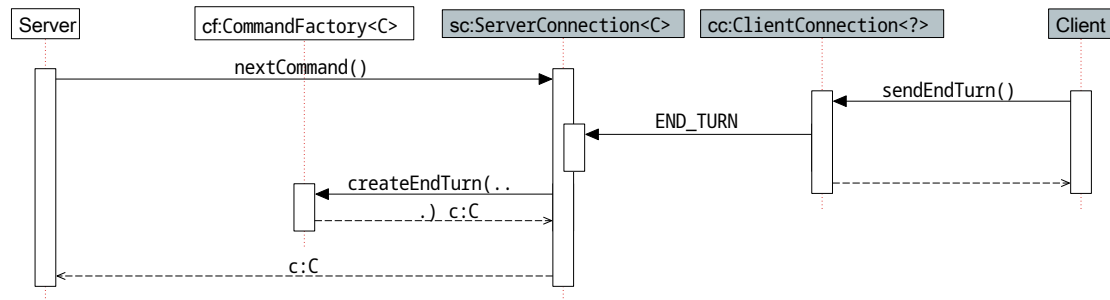 Server
cf:CommandFactory<C>
sc:ServerConnection<C>
cc:ClientConnection<?>
Client
nextCommand()
sendEndTurn()
END_TURN
createEndTurn(..
.) c:C
c:C